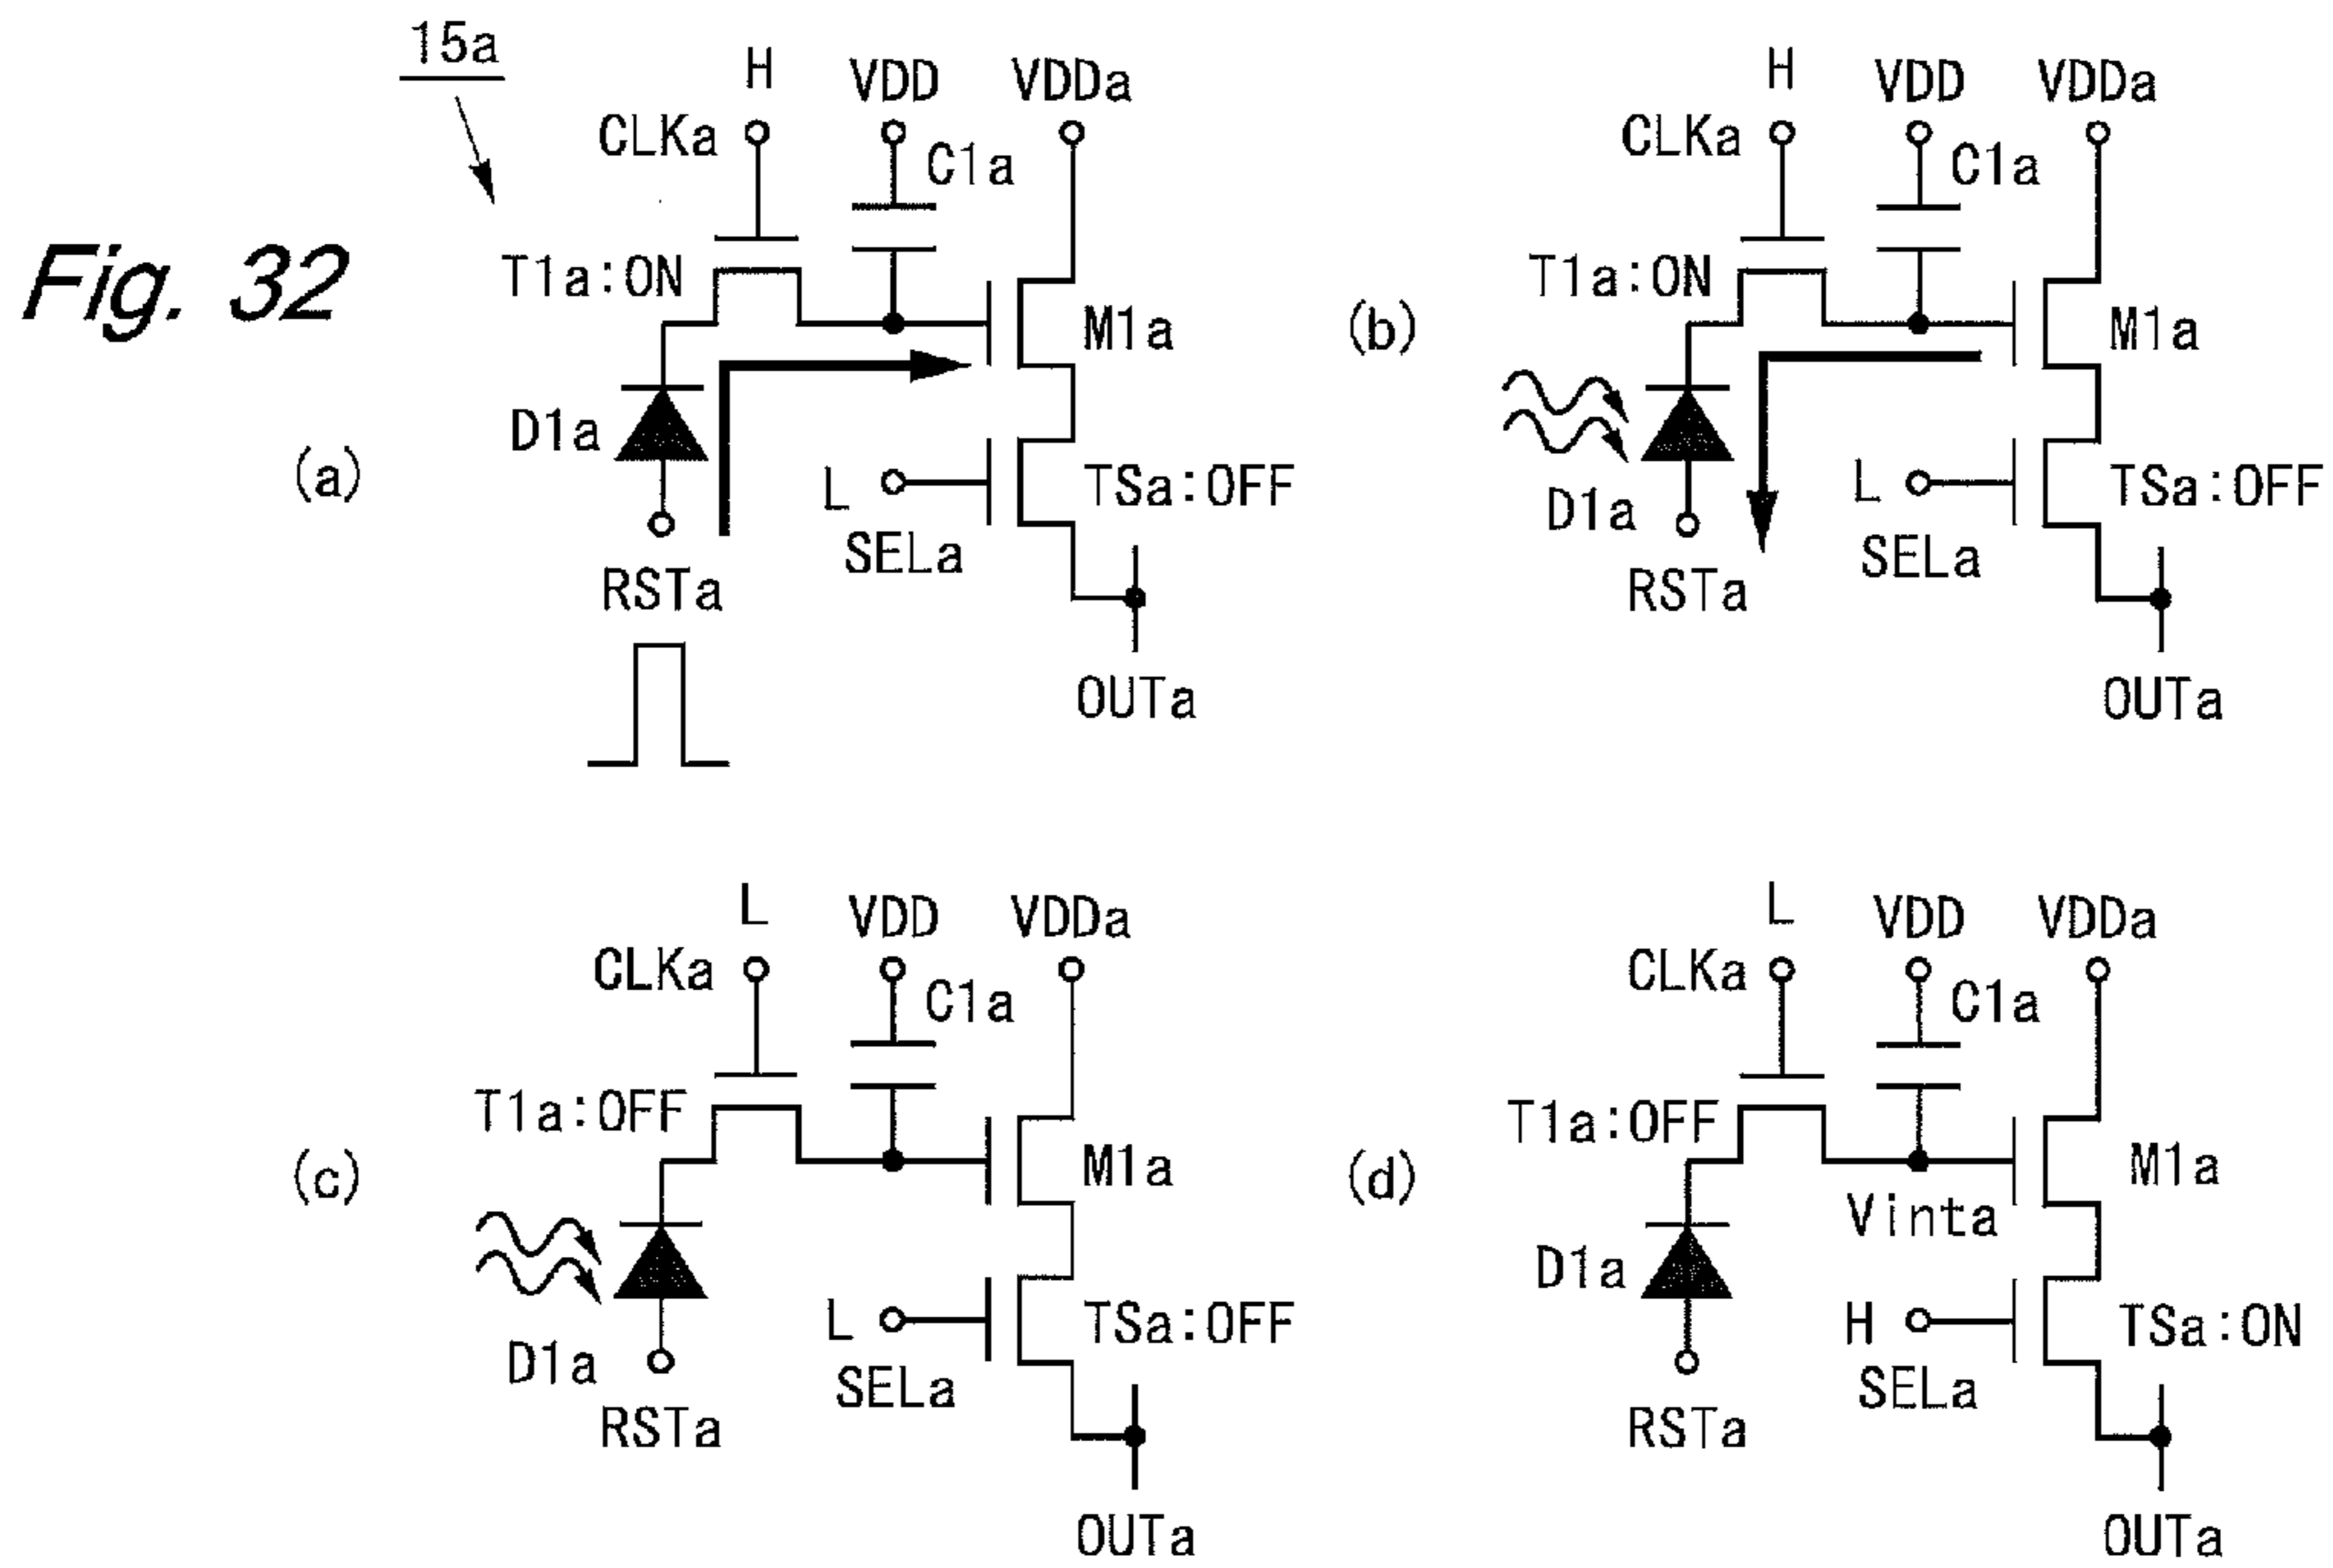 Fig. 32
15a
(a)
H
VDD
VDDa
CLKa
C1a
T1a:ON
M1a
D1a
L
TSa:OFF
SELa
RSTa
OUTa
(b)
H
VDD
VDDa
CLKa
C1a
T1a:ON
M1a
D1a
L
TSa:OFF
SELa
RSTa
OUTa
(c)
L
VDD
VDDa
CLKa
C1a
T1a:OFF
M1a
D1a
L
TSa:OFF
SELa
RSTa
OUTa
(d)
L
VDD
VDDa
CLKa
C1a
T1a:OFF
M1a
Vinta
D1a
H
TSa:ON
SELa
RSTa
OUTa